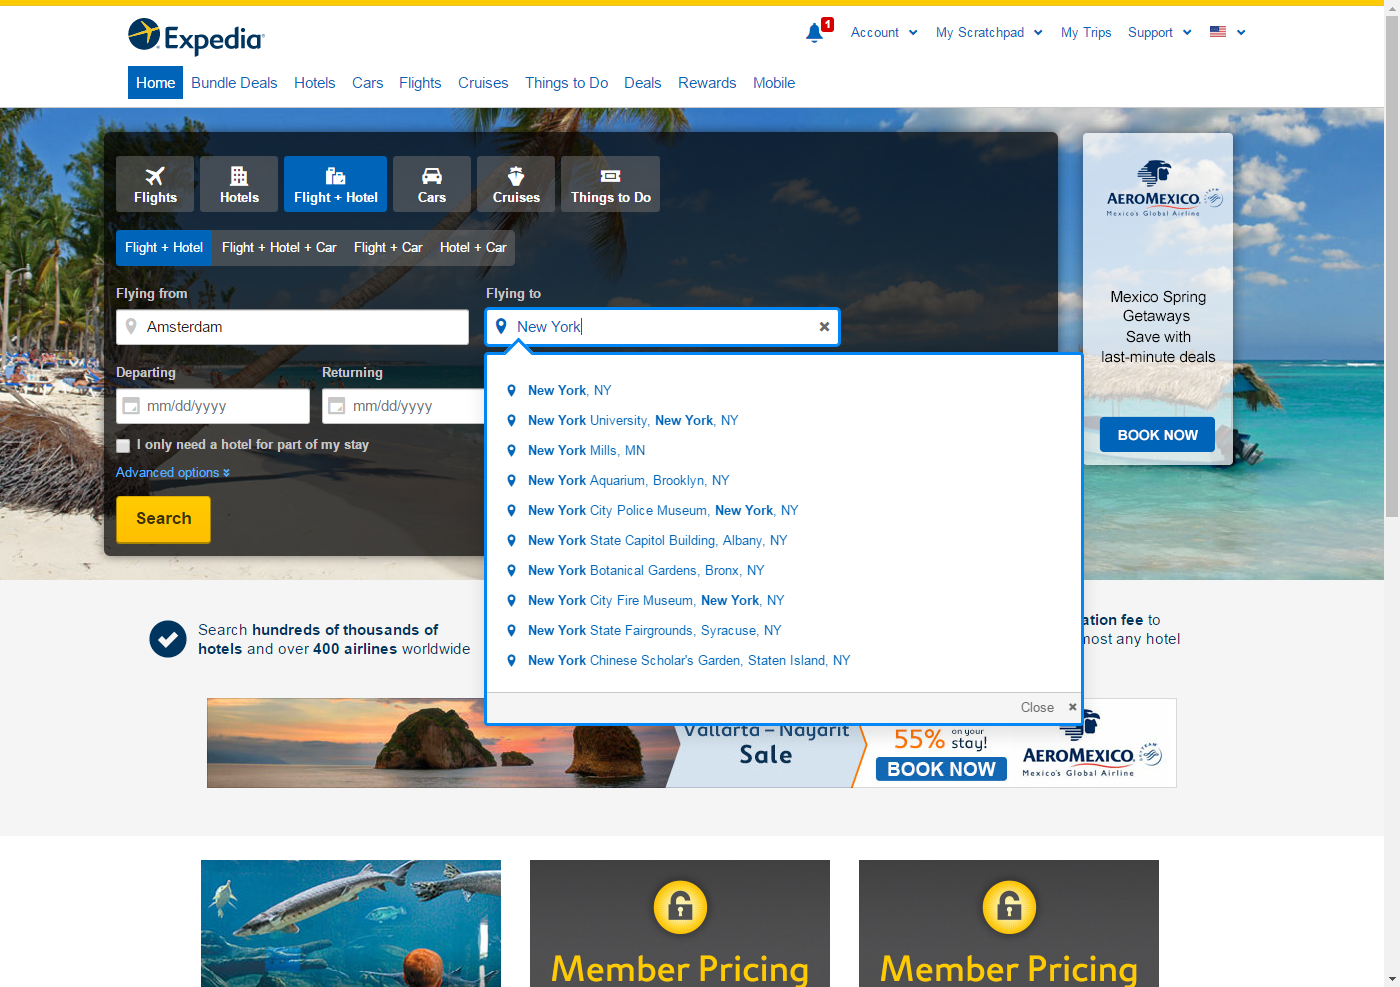 Expedia
1
Account
My Scratchpad
My Trips
Support
Home
Bundle Deals
Hotels
Cars
Flights
Cruises
Things to Do
Deals
Rewards
Mobile
Flights
Hotels
Flight + Hotel
Cars
Cruises
Things to Do
Flight + Hotel
Flight + Hotel + Car
Flight + Car
Hotel + Car
Flying from
Flying to
Amsterdam
New York
Departing
Returning
mm/dd/yyyy
mm/dd/yyyy
I only need a hotel for part of my stay
Advanced options
Search
New York, NY
New York University, New York, NY
New York Mills, MN
New York Aquarium, Brooklyn, NY
New York City Police Museum, New York, NY
New York State Capitol Building, Albany, NY
New York Botanical Gardens, Bronx, NY
New York City Fire Museum, New York, NY
New York State Fairgrounds, Syracuse, NY
New York Chinese Scholar's Garden, Staten Island, NY
Close
AEROMEXICO
Mexico's Global Airline
Mexico Spring
Getaways
Save with
last-minute deals
BOOK NOW
Search hundreds of thousands of
hotels and over 400 airlines worldwide
fee to
any hotel
Vallarta – Nayarit
Sale
55% on your
stay!
BOOK NOW
AEROMEXICO
Mexico's Global Airline
Member Pricing
Member Pricing